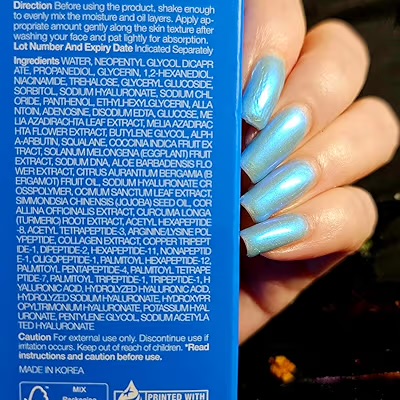 Direction Before using the product, shake enough
to evenly mix the moisture and oil layers. Apply ap-
propriate amount gently along the skin texture after
washing your face and pat lightly for absorption.
Lot Number And Expiry Date Indicated Separately
Ingredients WATER, NEOPENTYL GLYCOL DICAPR
ATE, PROPANEDIOL, GLYCERIN, 1,2-HEXANEDIOL,
NIACINAMIDE, TREHALOSE, GLYCERYL GLUCOSIDE,
SORBITOL, SODIUM HYALURONATE, SODIUM CHL
ORIDE, PANTHENOL, ETHYLHEXYLGLYCERIN, ALLA
NTOIN, ADENOSINE, DISODIUM EDTA, GLUCOSE, ME
LIA AZADIRACHTA LEAF EXTRACT, MELIA AZADIRAC
HTA FLOWER EXTRACT, BUTYLENE GLYCOL, ALPH
A-ARBUTIN, SQUALANE, COCCINIA INDICA FRUIT EX
TRACT, SOLANUM MELONGENA (EGGPLANT) FRUIT
EXTRACT, SODIUM DNA, ALOE BARBADENSIS FLO
WER EXTRACT, CITRUS AURANTIUM BERGAMIA (B
ERGAMOT) FRUIT OIL, SODIUM HYALURONATE CR
OSSPOLYMER, OCIMUM SANCTUM LEAF EXTRACT,
SIMMONDSIA CHINENSIS (JOJOBA) SEED OIL, COR
ALLINA OFFICINALIS EXTRACT, CURCUMA LONGA
(TURMERIC) ROOT EXTRACT, ACETYL HEXAPEPTIDE
-8, ACETYL TRIPEPTIDE-3, ARGININE/LYSINE POL
YPEPTIDE, COLLAGEN EXTRACT, COPPER TRIPEPT
IDE-1, DIPEPTIDE-2, HEXAPEPTIDE-11, NONAPEPTID
E-1, OLIGOPEPTIDE-1, PALMITOYL HEXAPEPTIDE-12,
PALMITOYL PENTAPEPTIDE-4, PALMITOYL TETRAPE
PTIDE-7, PALMITOYL TRIPEPTIDE-1, TRIPEPTIDE-1, H
YALURONIC ACID, HYDROLYZED HYALURONIC ACID,
HYDROLYZED SODIUM HYALURONATE, HYDROXYPR
OPYLTRIMONIUM HYALURONATE, POTASSIUM HYAL
URONATE, PENTYLENE GLYCOL, SODIUM ACETYLA
TED HYALURONATE
Caution For external use only. Discontinue use if
irritation occurs. Keep out of reach of children. *Read
instructions and caution before use.
MADE IN KOREA
MIX
Packaging
PRINTED WITH